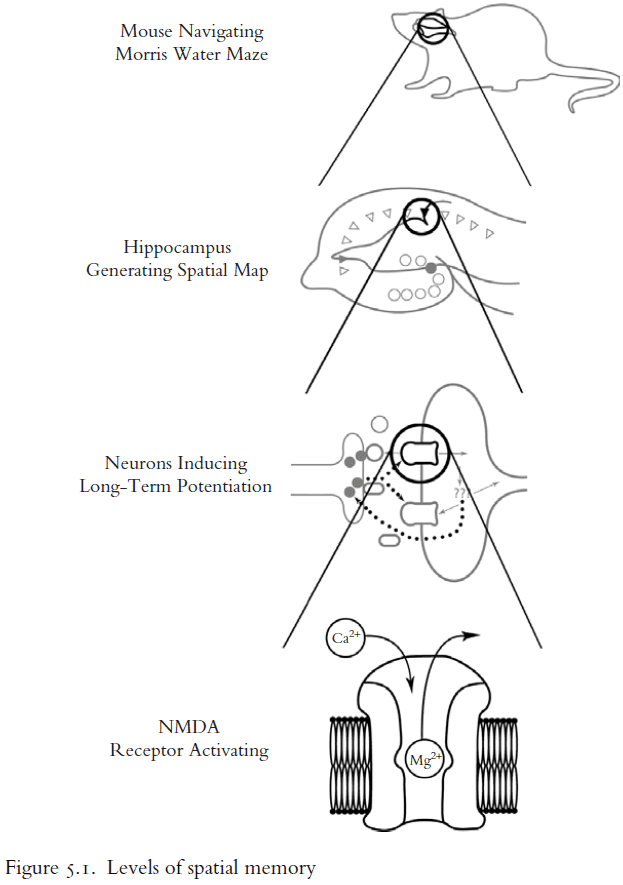 Mouse Navigating
Morris Water Maze
Hippocampus
Generating Spatial Map
Neurons Inducing
Long-Term Potentiation
???
Ca2+
NMDA
Receptor Activating
Mg2+
Figure 5.1. Levels of spatial memory